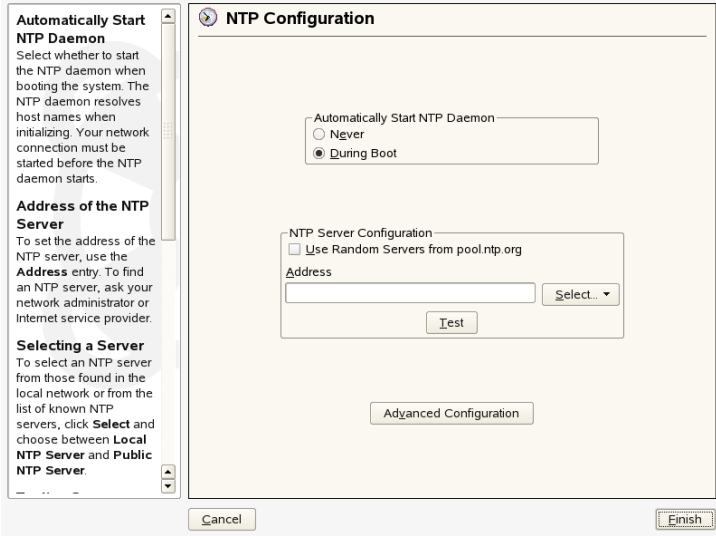 Automatically Start
NTP Daemon
Select whether to start
the NTP daemon when
booting the system. The
NTP daemon resolves
host names when
initializing. Your network
connection must be
started before the NTP
daemon starts.
Address of the NTP
Server
To set the address of the
NTP server, use the
Address entry. To find
an NTP server, ask your
network administrator or
Internet service provider.
Selecting a Server
To select an NTP server
from those found in the
local network or from the
list of known NTP
servers, click Select and
choose between Local
NTP Server and Public
NTP Server.
NTP Configuration
Automatically Start NTP Daemon
Never
During Boot
NTP Server Configuration
Use Random Servers from pool.ntp.org
Address
Select...
Test
Advanced Configuration
Cancel
Finish